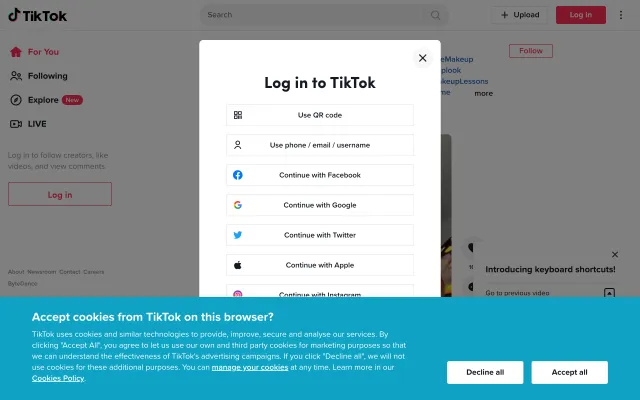 TikTok
Search
Upload
Log in
For You
Following
Explore New
LIVE
Log in to follow creators, like
videos, and view comments.
Log in
About Newsroom Contact Careers
ByteDance
Follow
eMakeup
plook
keupLessons
me more
Log in to TikTok
Use QR code
Use phone / email / username
Continue with Facebook
Continue with Google
Continue with Twitter
Continue with Apple
Continue with Instagram
Introducing keyboard shortcuts!
Go to previous video
Accept cookies from TikTok on this browser?
TikTok uses cookies and similar technologies to provide, improve, secure and analyse our services. By
clicking "Accept All", you agree to let us use our own and third party cookies for marketing purposes so that
we can understand the effectiveness of TikTok's advertising campaigns. If you click "Decline all", we will not
use cookies for these additional purposes. You can manage your cookies at any time. Learn more in our
Cookies Policy.
Decline all
Accept all